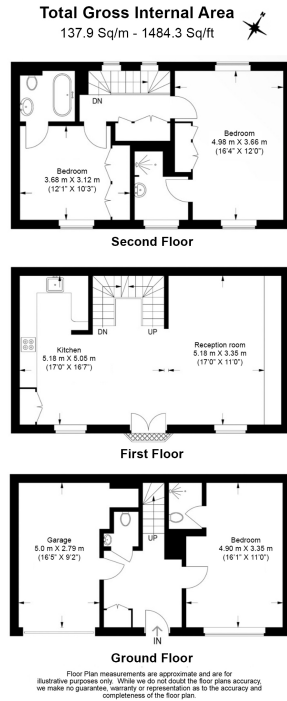 Total Gross Internal Area
137.9 Sq/m - 1484.3 Sq/ft
DN
Bedroom
4.98 m X 3.66 m
(16'4" X 12'0")
Bedroom
3.68 m X 3.12 m
(12'1" X 10'3")
Second Floor
DN
UP
Kitchen
5.18 m X 5.05 m
(17'0" X 16'7")
Reception room
5.18 m X 3.35 m
(17'0" X 11'0")
First Floor
UP
Garage
5.0 m X 2.79 m
(16'5" X 9'2")
Bedroom
4.90 m X 3.35 m
(16'1" X 11'0")
IN
Ground Floor
Floor Plan measurements are approximate and are for
illustrative purposes only. While we do not doubt the floor plans accuracy,
we make no guarantee, warranty or representation as to the accuracy and
completeness of the floor plan.